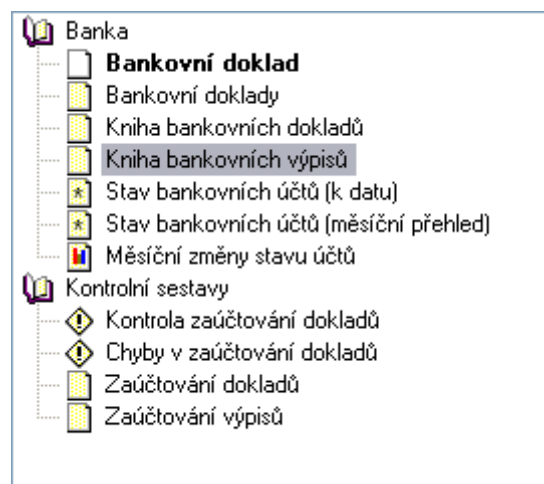 Banka
Bankovní doklad
Bankovní doklady
Kniha bankovních dokladů
Kniha bankovních výpisů
Stav bankovních účtů (k datu)
Stav bankovních účtů (měsíční přehled)
Měsíční změny stavu účtů
Kontrolní sestavy
Kontrola zaúčtování dokladů
Chyby v zaúčtování dokladů
Zaúčtování dokladů
Zaúčtování výpisů